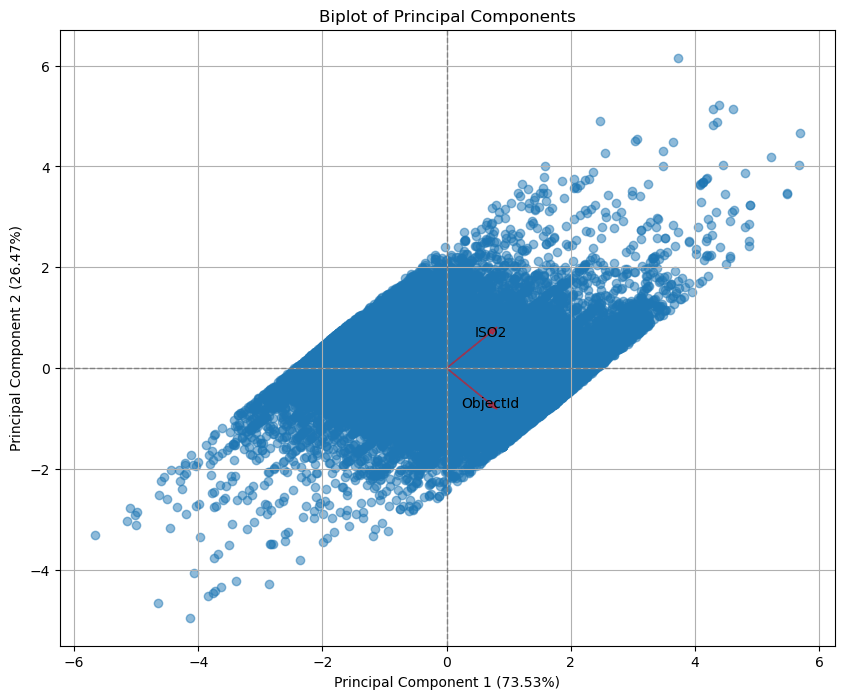 Biplot of Principal Components
Principal Component 2 (26.47%)
6
4
2
0
−2
−4
ISO2
ObjectId
−6
−4
−2
0
2
4
6
Principal Component 1 (73.53%)